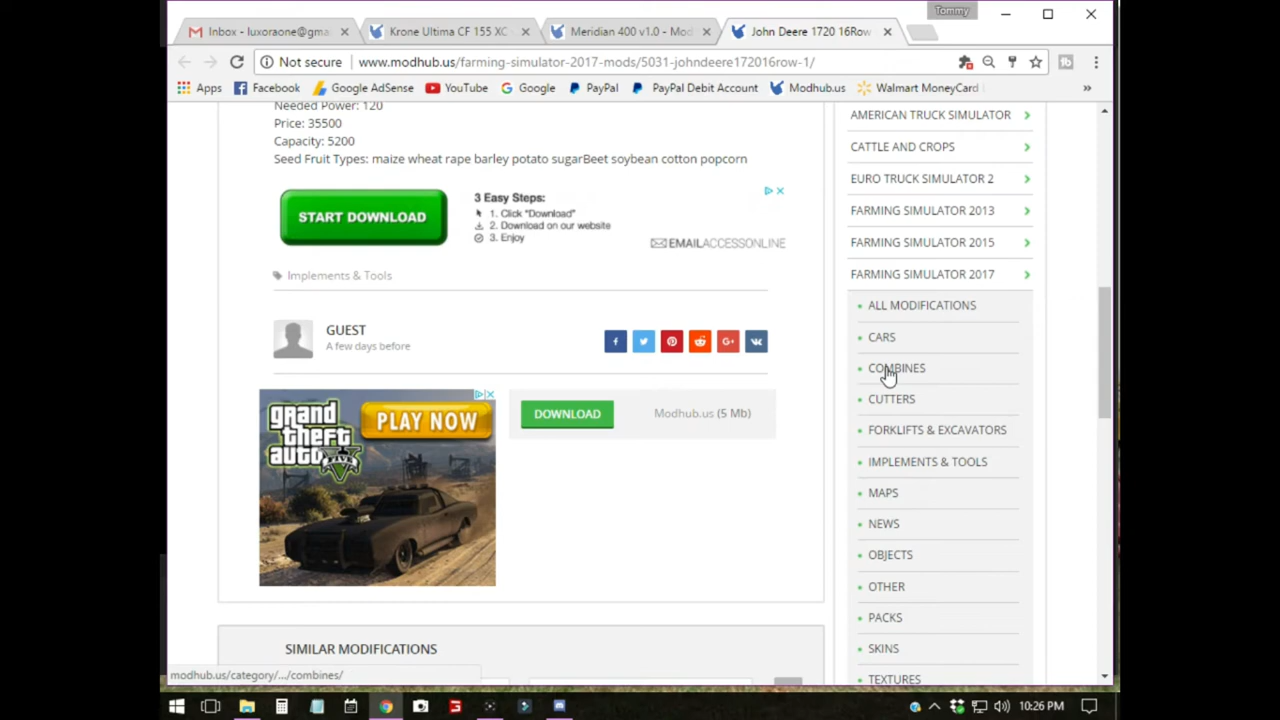 Tommy
Inbox - luxoraone@gma
Krone Ultima CF 155 XC
Meridian 400 v1.0 - Mod
John Deere 1720 16Row
Not secure
www.modhub.us/farming-simulator-2017-mods/5031-johndeere172016row-1/
Apps
Facebook
Google AdSense
YouTube
Google
PayPal
PayPal Debit Account
Modhub.us
Walmart MoneyCard
»
Needed Power: 120
Price: 35500
Capacity: 5200
Seed Fruit Types: maize wheat rape barley potato sugarBeet soybean cotton popcorn
START DOWNLOAD
3 Easy Steps:
1. Click "Download"
2. Download on our website
3. Enjoy
EMAILACCESSONLINE
Implements & Tools
GUEST
A few days before
grand
theft
auto
FIVE
PLAY NOW
DOWNLOAD
Modhub.us (5 Mb)
SIMILAR MODIFICATIONS
AMERICAN TRUCK SIMULATOR
CATTLE AND CROPS
EURO TRUCK SIMULATOR 2
FARMING SIMULATOR 2013
FARMING SIMULATOR 2015
FARMING SIMULATOR 2017
ALL MODIFICATIONS
CARS
COMBINES
CUTTERS
FORKLIFTS & EXCAVATORS
IMPLEMENTS & TOOLS
MAPS
NEWS
OBJECTS
OTHER
PACKS
SKINS
TEXTURES
modhub.us/category/.../combines/
10:26 PM